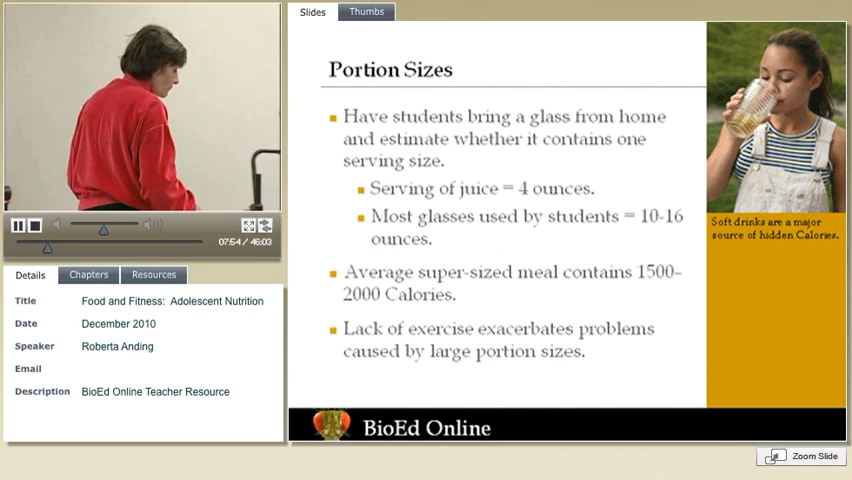 Slides
Thumbs
Portion Sizes
Have students bring a glass from home
and estimate whether it contains one
serving size.
Serving of juice = 4 ounces.
Most glasses used by students = 10-16
ounces.
Average super-sized meal contains 1500-
2000 Calories.
Lack of exercise exacerbates problems
caused by large portion sizes.
Soft drinks are a major
source of hidden Calories.
BioEd Online
Zoom Slide
07:54 / 46:03
Details
Chapters
Resources
Title Food and Fitness: Adolescent Nutrition
Date December 2010
Speaker Roberta Anding
Email
Description BioEd Online Teacher Resource